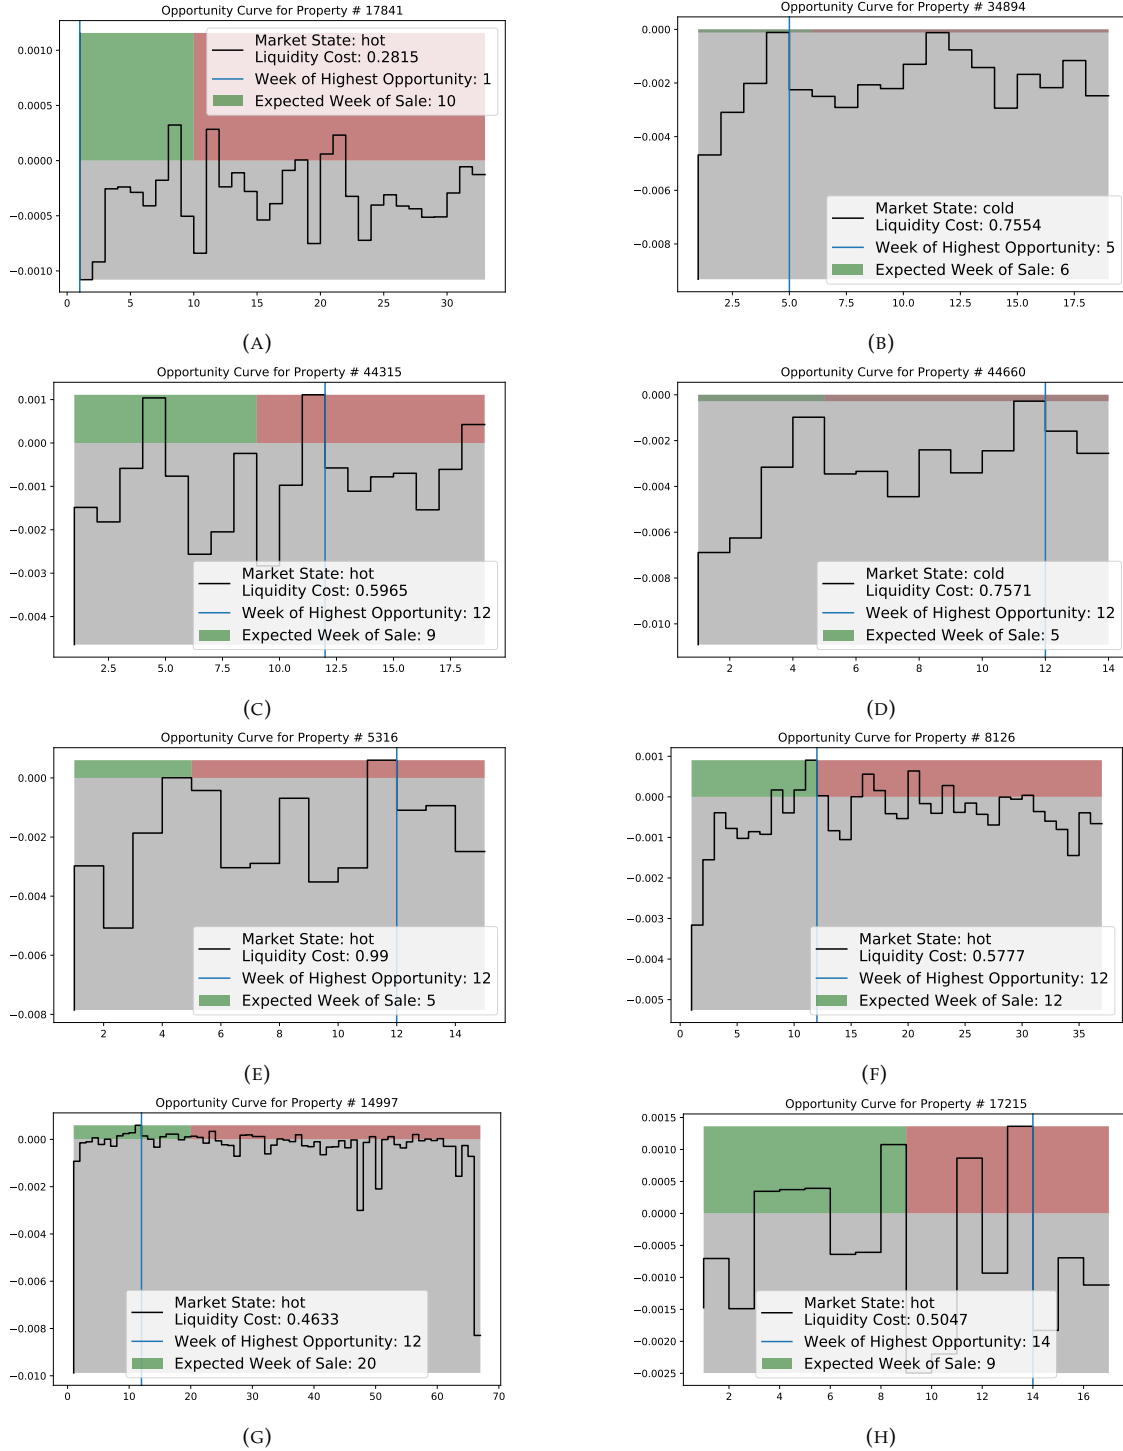 Opportunity Curve for Property # 17841
0.0010
0.0005
0.0000
−0.0005
−0.0010
0 5 10 15 20 25 30
Market State: hot
Liquidity Cost: 0.2815
Week of Highest Opportunity: 1
Expected Week of Sale: 10
(A)
Opportunity Curve for Property # 34894
0.000
−0.002
−0.004
−0.006
−0.008
2.5 5.0 7.5 10.0 12.5 15.0 17.5
Market State: cold
Liquidity Cost: 0.7554
Week of Highest Opportunity: 5
Expected Week of Sale: 6
(B)
Opportunity Curve for Property # 44315
0.001
0.000
−0.001
−0.002
−0.003
−0.004
2.5 5.0 7.5 10.0 12.5 15.0 17.5
Market State: hot
Liquidity Cost: 0.5965
Week of Highest Opportunity: 12
Expected Week of Sale: 9
(C)
Opportunity Curve for Property # 44660
0.000
−0.002
−0.004
−0.006
−0.008
−0.010
2 4 6 8 10 12 14
Market State: cold
Liquidity Cost: 0.7571
Week of Highest Opportunity: 12
Expected Week of Sale: 5
(D)
Opportunity Curve for Property # 5316
0.000
−0.002
−0.004
−0.006
−0.008
2 4 6 8 10 12 14
Market State: hot
Liquidity Cost: 0.99
Week of Highest Opportunity: 12
Expected Week of Sale: 5
(E)
Opportunity Curve for Property # 8126
0.001
0.000
−0.001
−0.002
−0.003
−0.004
−0.005
0 5 10 15 20 25 30 35
Market State: hot
Liquidity Cost: 0.5777
Week of Highest Opportunity: 12
Expected Week of Sale: 12
(F)
Opportunity Curve for Property # 14997
0.000
−0.002
−0.004
−0.006
−0.008
−0.010
0 10 20 30 40 50 60 70
Market State: hot
Liquidity Cost: 0.4633
Week of Highest Opportunity: 12
Expected Week of Sale: 20
(G)
Opportunity Curve for Property # 17215
0.0015
0.0010
0.0005
0.0000
−0.0005
−0.0010
−0.0015
−0.0020
−0.0025
2 4 6 8 10 12 14 16
Market State: hot
Liquidity Cost: 0.5047
Week of Highest Opportunity: 14
Expected Week of Sale: 9
(H)